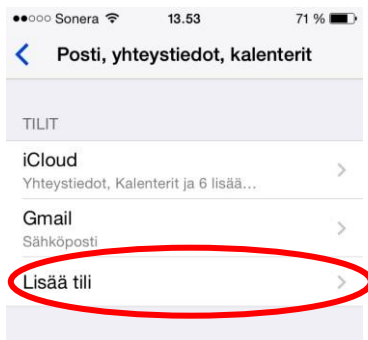 Sonera 13.53 71 %
Posti, yhteystiedot, kalenterit
TILIT
iCloud
Yhteystiedot, Kalenterit ja 6 lisää...
Gmail
Sähköposti
Lisää tili